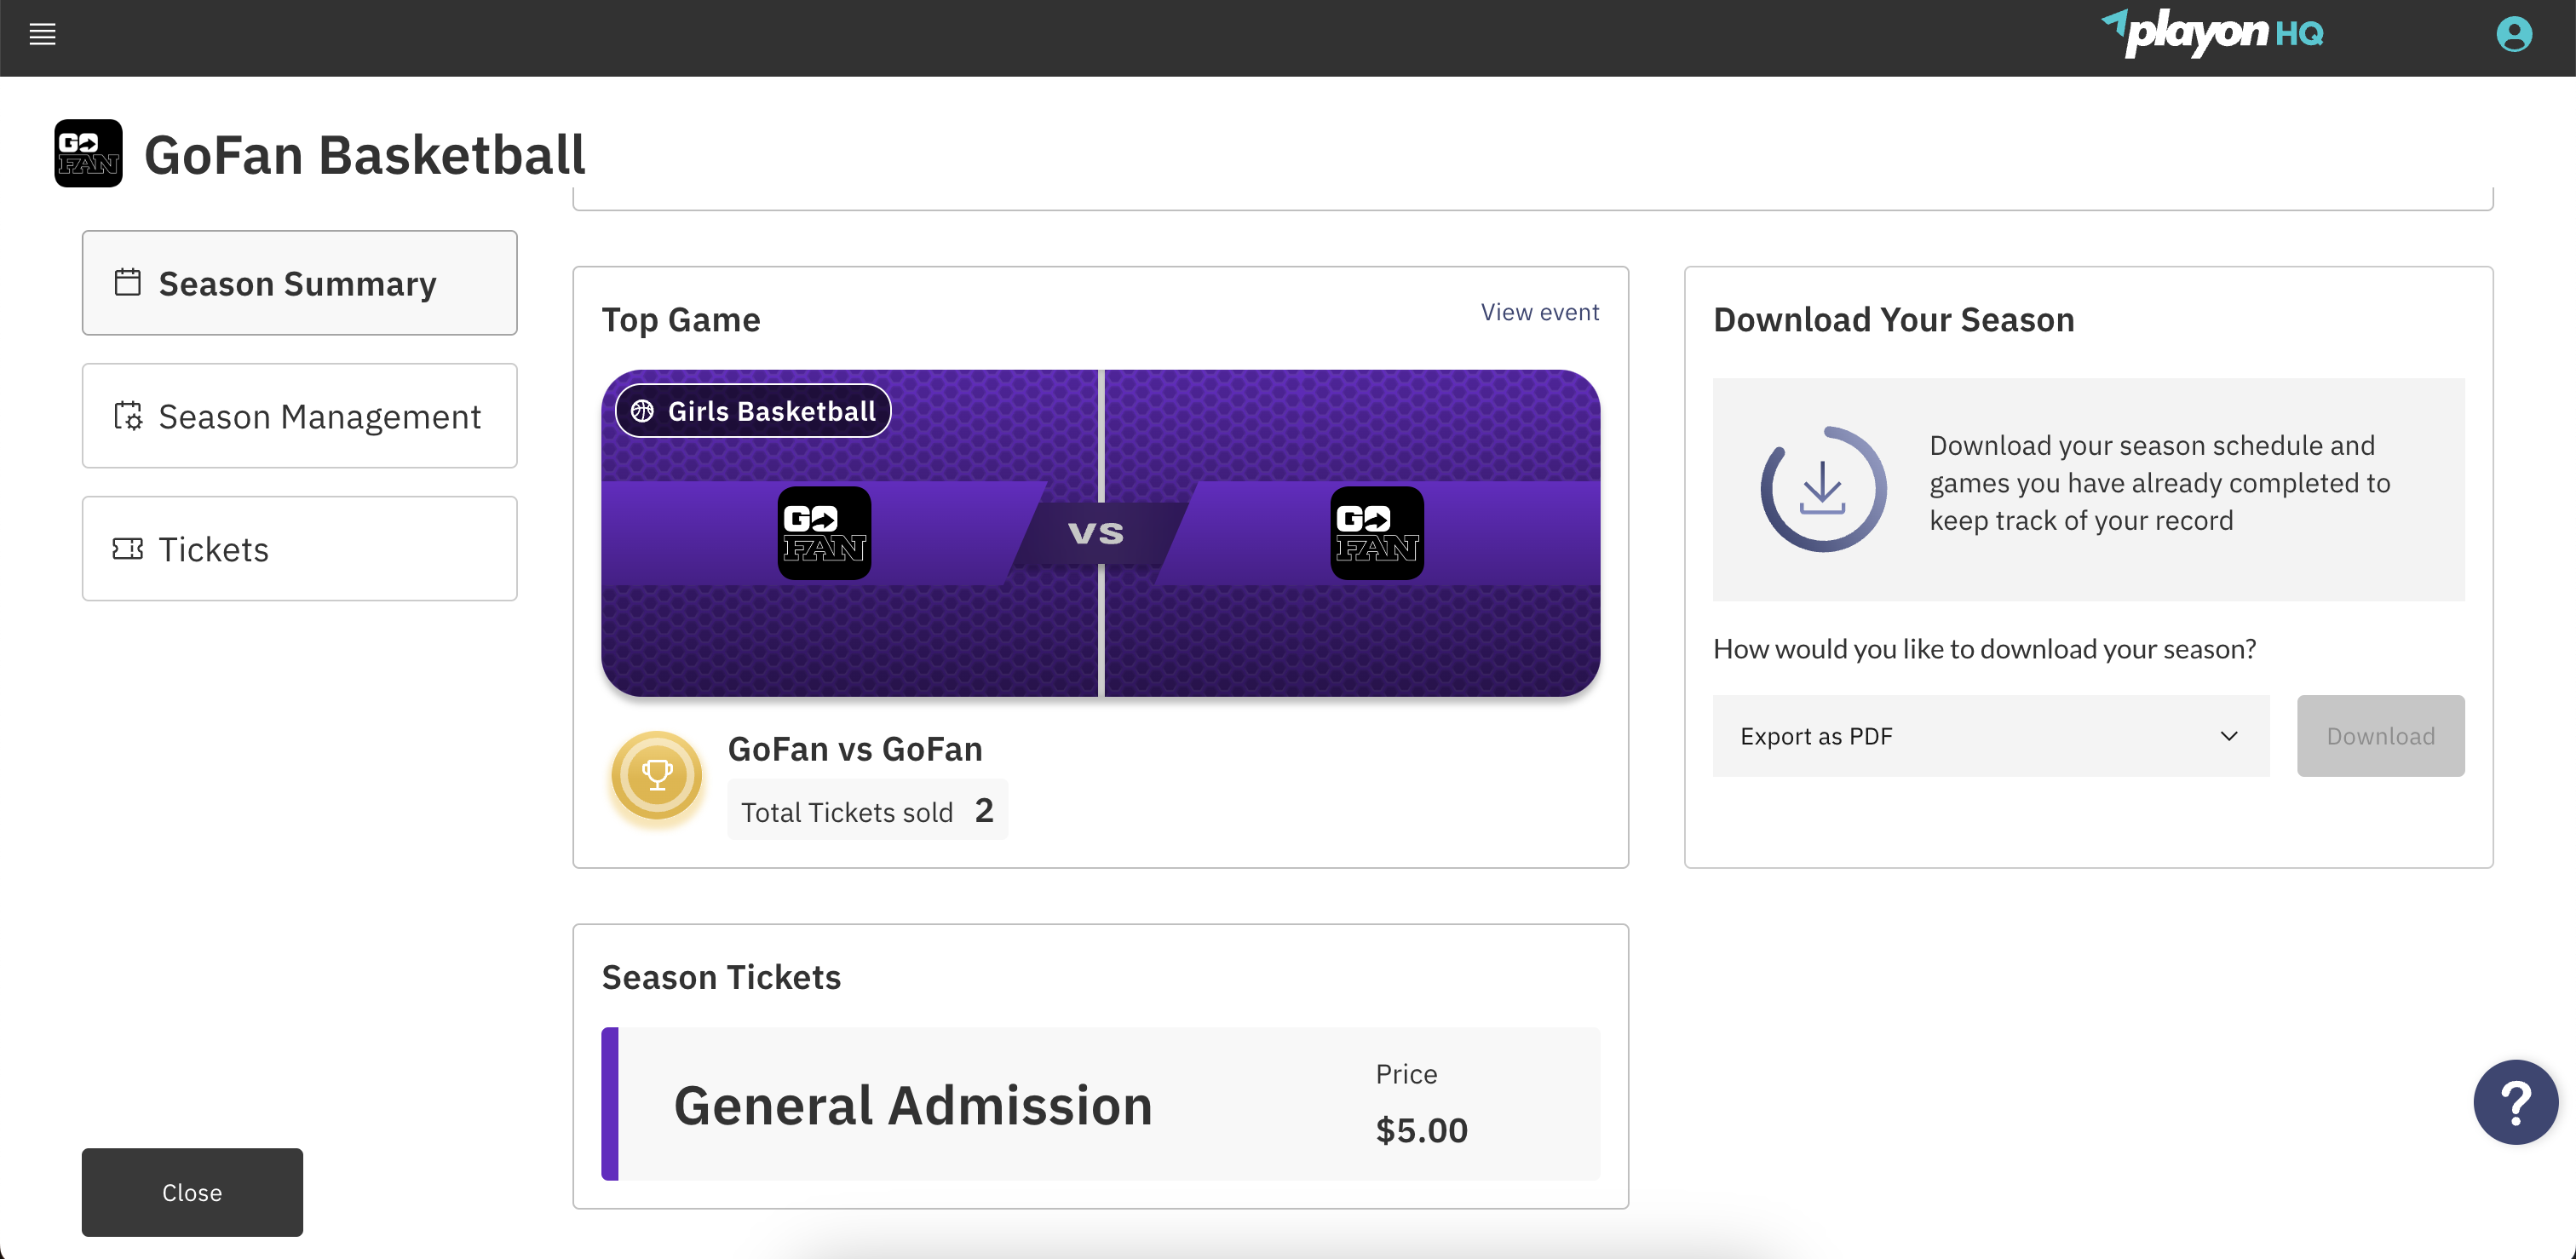 playon HQ
GO FAN
GoFan Basketball
Season Summary
Season Management
Tickets
Close
Top Game
View event
Girls Basketball
GO FAN
VS
GO FAN
GoFan vs GoFan
Total Tickets sold 2
Download Your Season
Download your season schedule and
games you have already completed to
keep track of your record
How would you like to download your season?
Export as PDF
Download
Season Tickets
General Admission
Price
$5.00
?